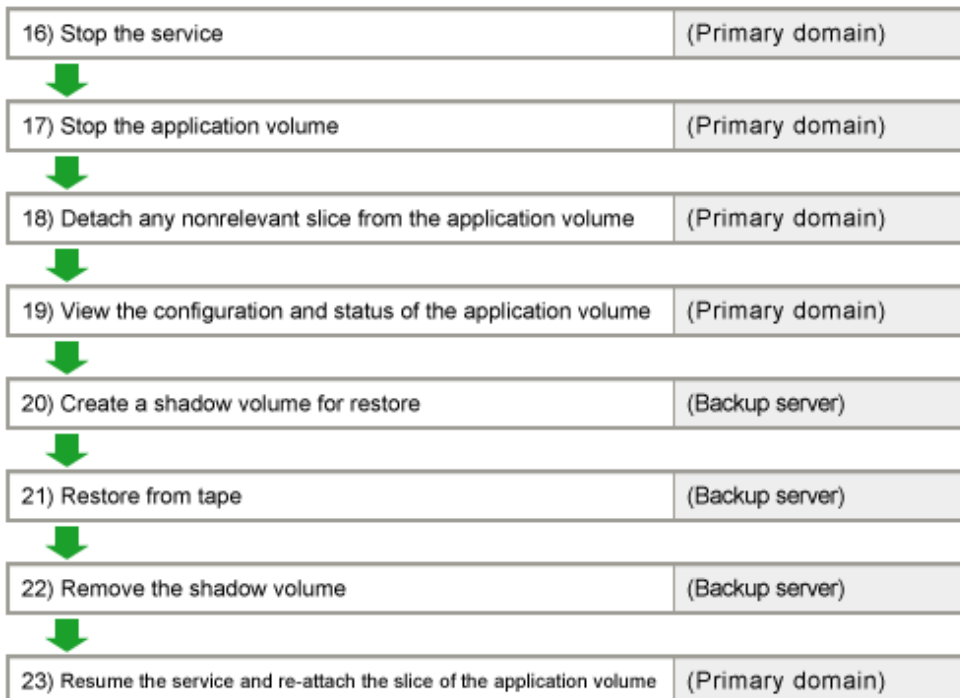 16) Stop the service (Primary domain)
17) Stop the application volume (Primary domain)
18) Detach any nonrelevant slice from the application volume (Primary domain)
19) View the configuration and status of the application volume (Primary domain)
20) Create a shadow volume for restore (Backup server)
21) Restore from tape (Backup server)
22) Remove the shadow volume (Backup server)
23) Resume the service and re-attach the slice of the application volume (Primary domain)